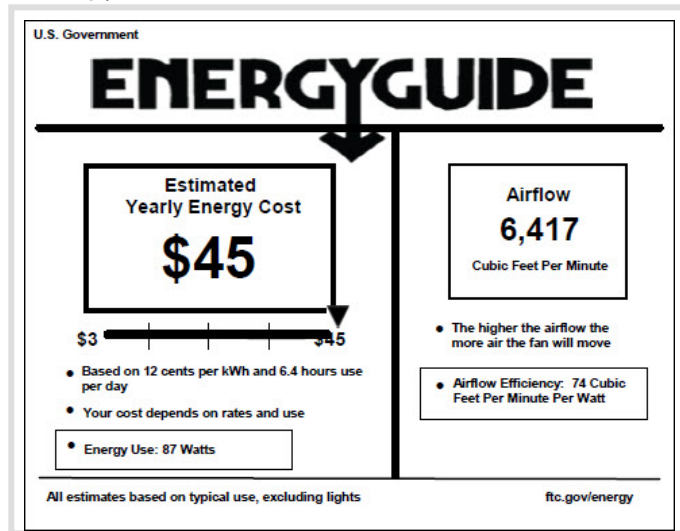 U.S. Government
ENERGYGUIDE
Estimated
Yearly Energy Cost
$45
$3
$45
• Based on 12 cents per kWh and 6.4 hours use
per day
• Your cost depends on rates and use
• Energy Use: 87 Watts
Airflow
6,417
Cubic Feet Per Minute
• The higher the airflow the
more air the fan will move
• Airflow Efficiency: 74 Cubic
Feet Per Minute Per Watt
All estimates based on typical use, excluding lights
ftc.gov/energy